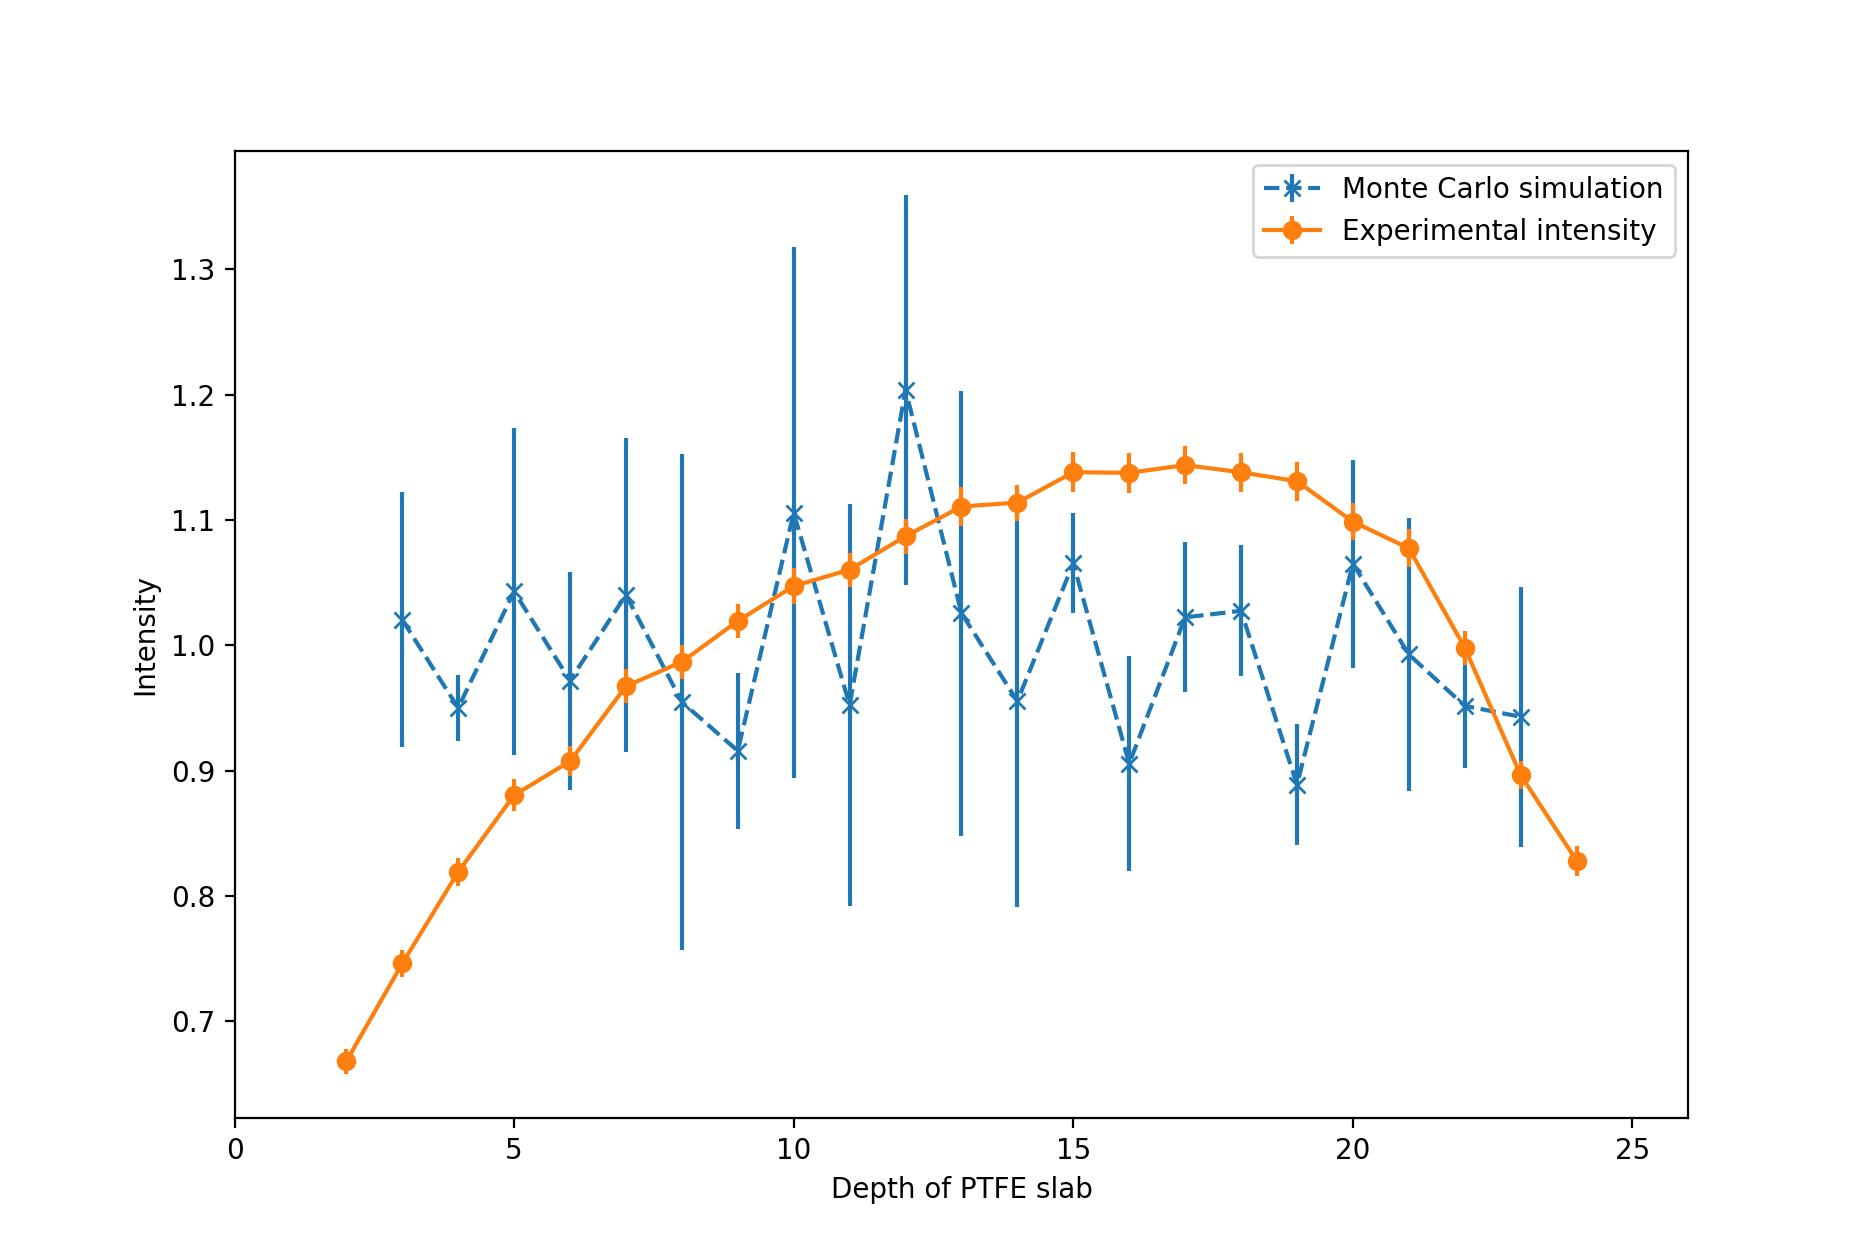 Monte Carlo simulation
Experimental intensity
1.3
1.2
1.1
1.0
0.9
0.8
0.7
Intensity
0 5 10 15 20 25
Depth of PTFE slab